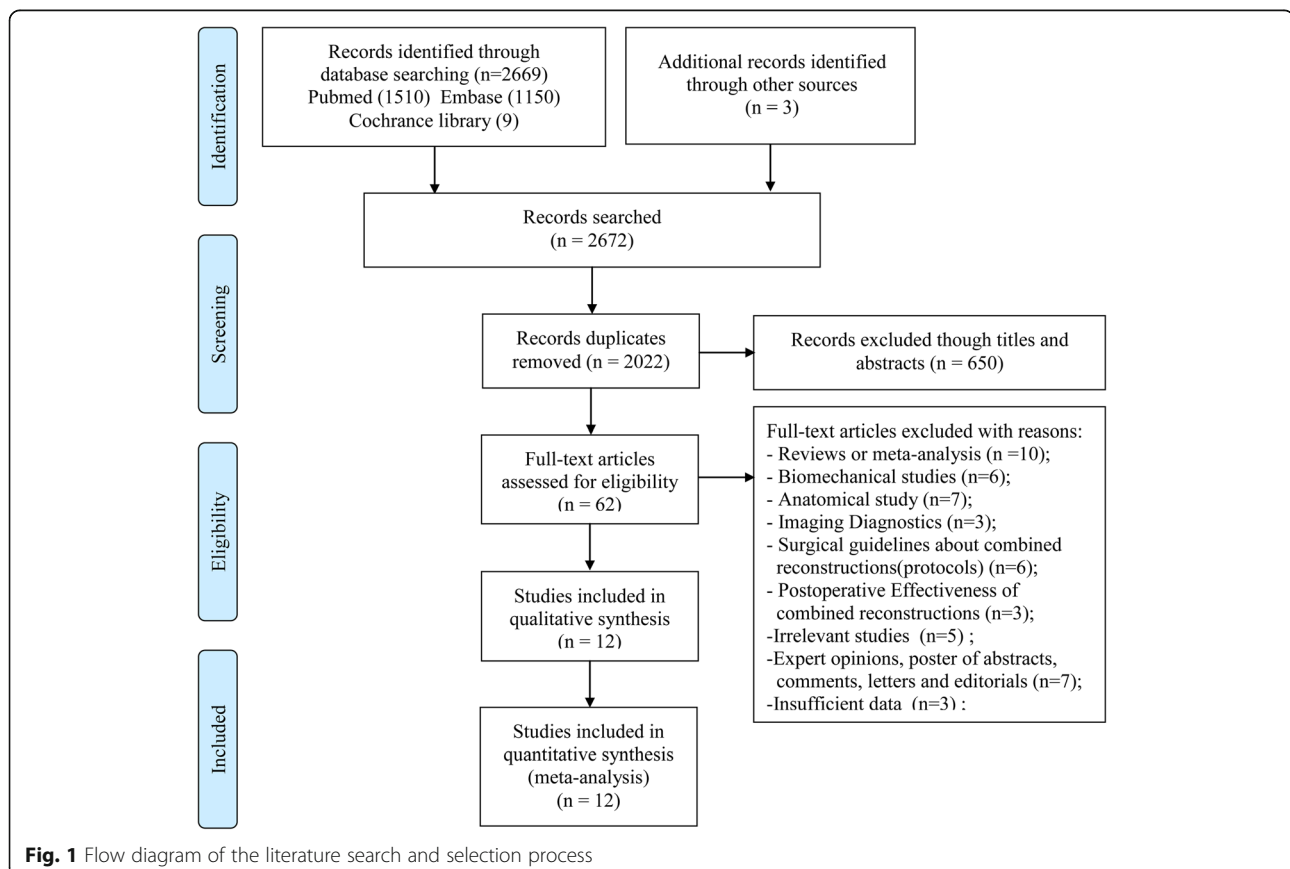 Identification
Records identified through
database searching (n=2669)
Pubmed (1510)  Embase (1150)
Cochrance library (9)
Additional records identified
through other sources
(n = 3)
Records searched
(n = 2672)
Screening
Records duplicates
removed (n = 2022)
Records excluded though titles and
abstracts (n = 650)
Eligibility
Full-text articles
assessed for eligibility
(n = 62)
Full-text articles excluded with reasons:
- Reviews or meta-analysis (n =10);
- Biomechanical studies (n=6);
- Anatomical study (n=7);
- Imaging Diagnostics (n=3);
- Surgical guidelines about combined
reconstructions(protocols) (n=6);
- Postoperative Effectiveness of
combined reconstructions (n=3);
-Irrelevant studies  (n=5) ;
-Expert opinions, poster of abstracts,
comments, letters and editorials (n=7);
-Insufficient data  (n=3) ;
Studies included in
qualitative synthesis
(n = 12)
Included
Studies included in
quantitative synthesis
(meta-analysis)
(n = 12)
Fig. 1 Flow diagram of the literature search and selection process